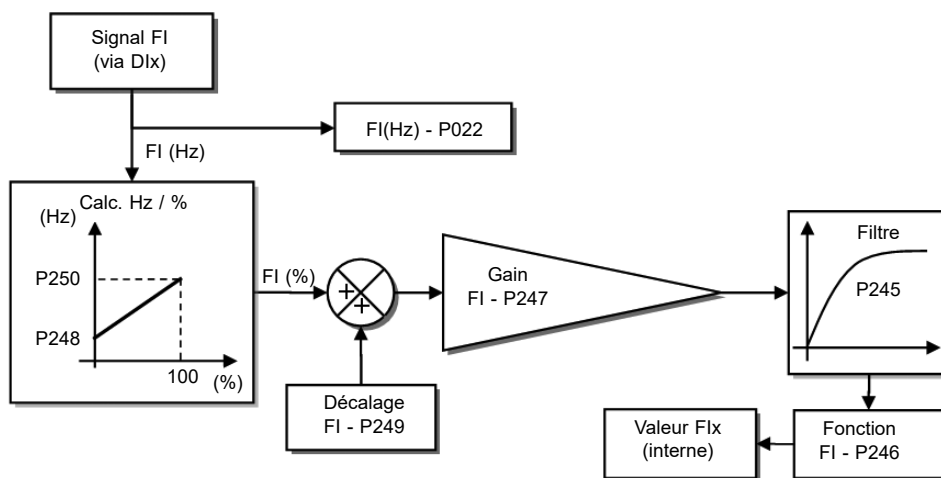 Signal FI
(via DIx)
FI(Hz) - P022
FI (Hz)
Calc. Hz / %
(Hz)
P250
P248
100
(%)
FI (%)
Décalage
FI - P249
Gain
FI - P247
Filtre
P245
Fonction
FI - P246
Valeur FIx
(interne)